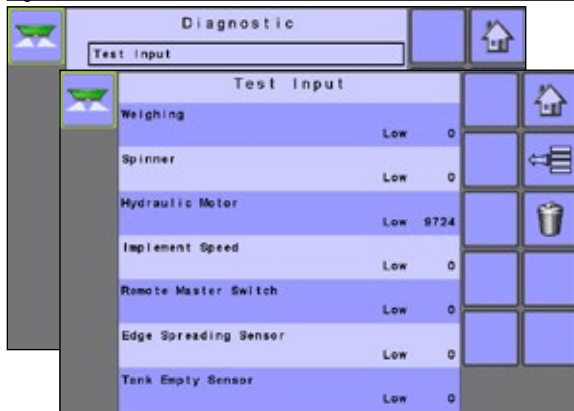 Diagnostic
Test Input
Test Input
Weighing
Low 0
Spinner
Low 0
Hydraulic Motor
Low 9724
Implement Speed
Low 0
Remote Master Switch
Low 0
Edge Spreading Sensor
Low 0
Tank Empty Sensor
Low 0